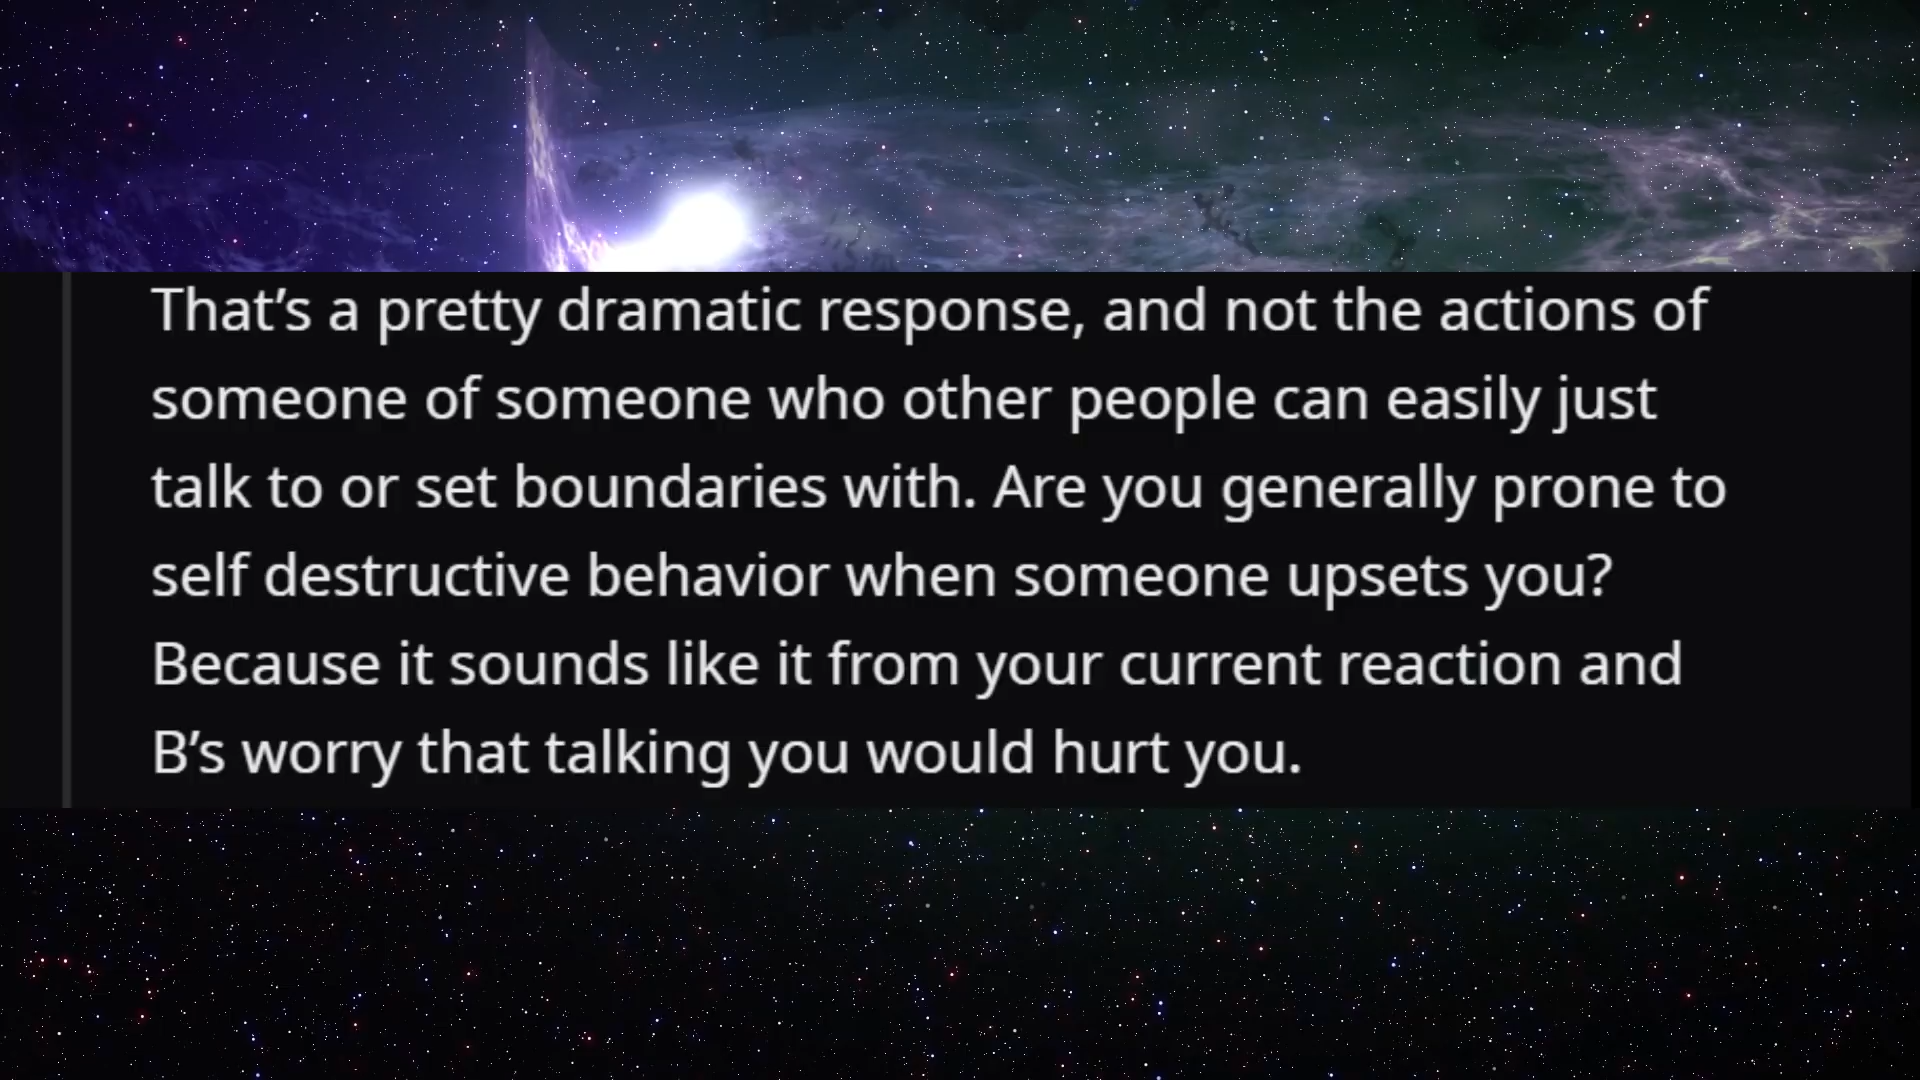 That’s a pretty dramatic response, and not the actions of
someone of someone who other people can easily just
talk to or set boundaries with. Are you generally prone to
self destructive behavior when someone upsets you?
Because it sounds like it from your current reaction and
B’s worry that talking you would hurt you.